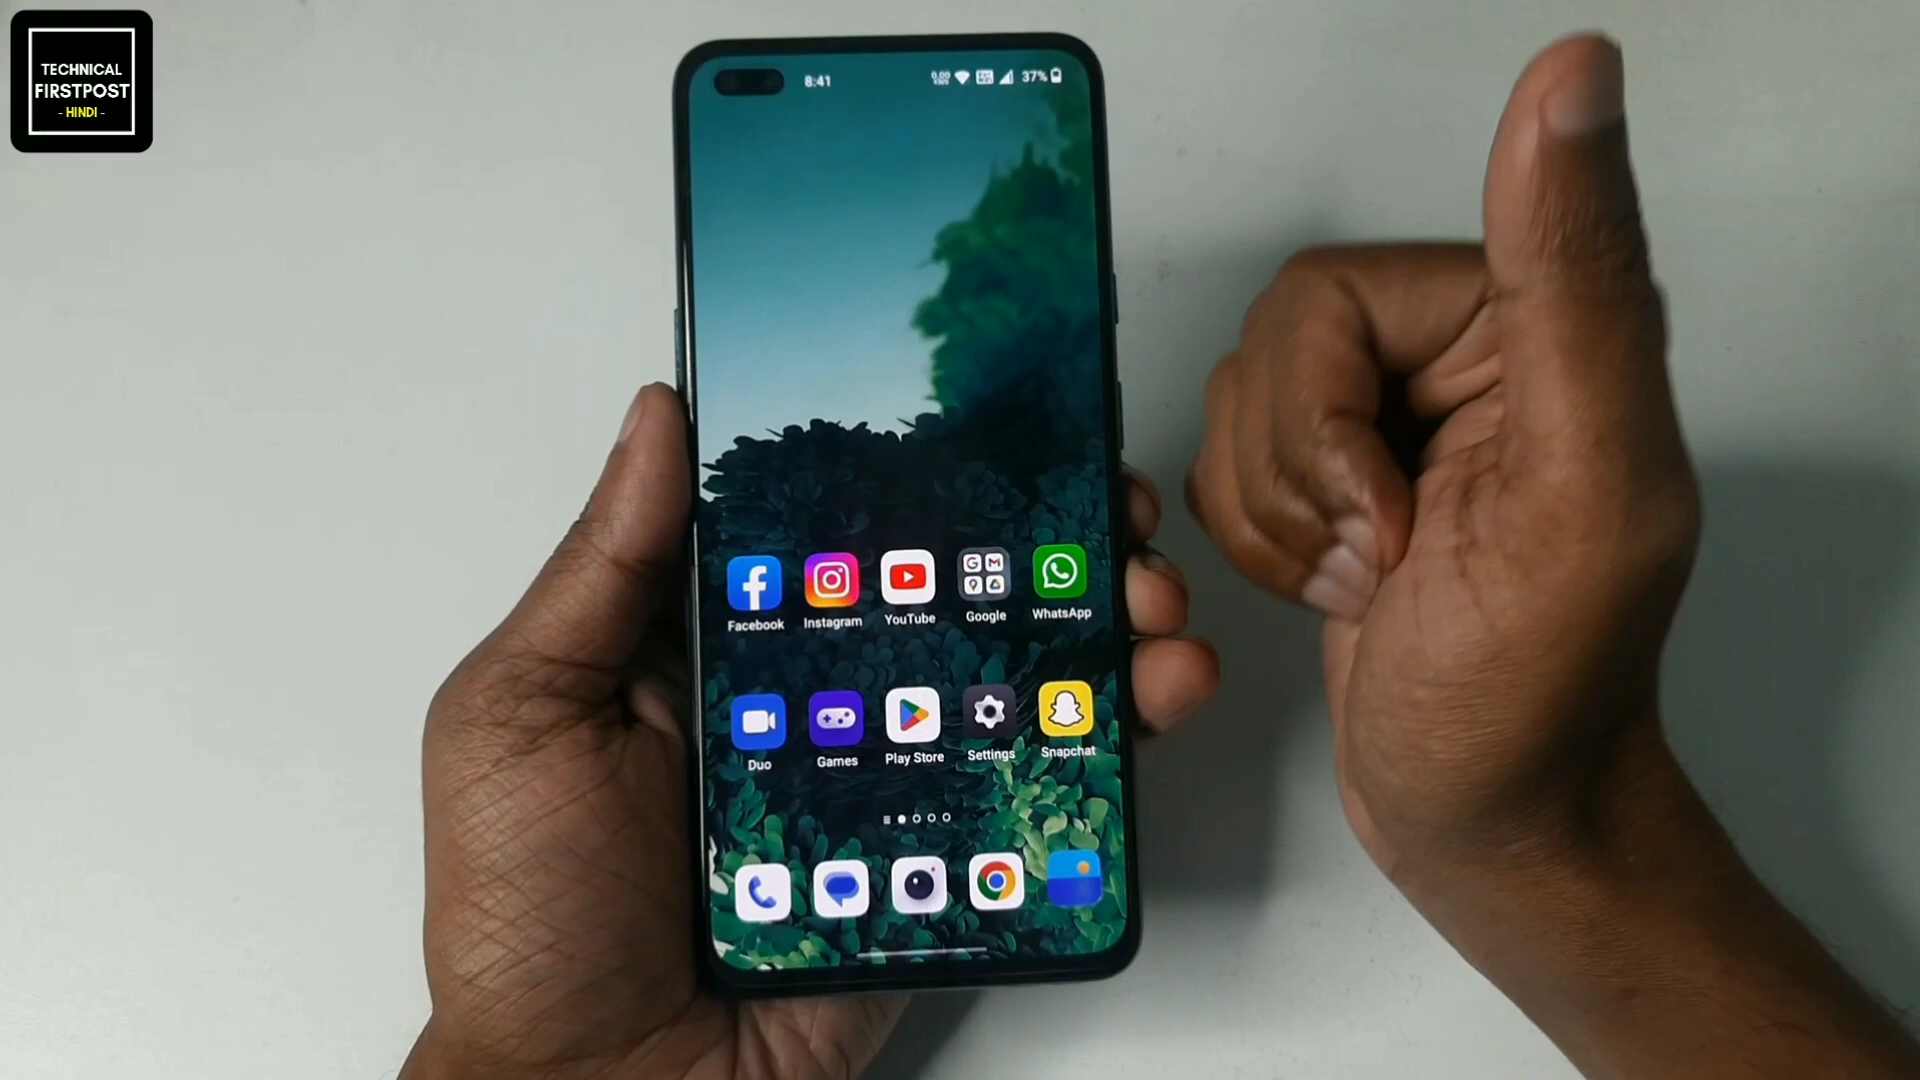 TECHNICAL
FIRSTPOST
- HINDI -
8:41
37%
Facebook
Instagram
YouTube
Google
WhatsApp
Duo
Games
Play Store
Settings
Snapchat